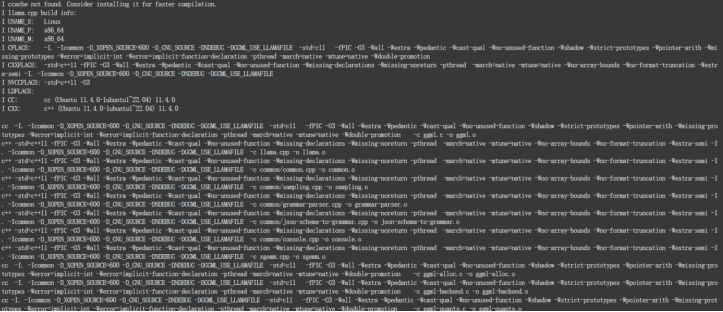 I ccache not found. Consider installing it for faster compilation.
I llama.cpp build info:
I UNAME_S:   Linux
I UNAME_P:   x86_64
I UNAME_M:   x86_64
I CFLAGS:    -I. -Icommon -D_XOPEN_SOURCE=600 -D_GNU_SOURCE -DNDEBUG -DGGML_USE_LLAMAFILE  -std=c11   -fPIC -O3 -Wall -Wextra -Wpedantic -Wcast-qual -Wno-unused-function -Wshadow -Wstrict-prototypes -Wpointer-arith -Wmi
ssing-prototypes -Werror=implicit-int -Werror=implicit-function-declaration -pthread -march=native -mtune=native -Wdouble-promotion
I CXXFLAGS:  -std=c++11 -fPIC -O3 -Wall -Wextra -Wpedantic -Wcast-qual -Wno-unused-function -Wmissing-declarations -Wmissing-noreturn -pthread  -march=native -mtune=native -Wno-array-bounds -Wno-format-truncation -Wextr
a-semi -I. -Icommon -D_XOPEN_SOURCE=600 -D_GNU_SOURCE -DNDEBUG -DGGML_USE_LLAMAFILE
I NVCCFLAGS: -std=c++11 -O3
I LDFLAGS:
I CC:        cc (Ubuntu 11.4.0-1ubuntu1~22.04) 11.4.0
I CXX:       c++ (Ubuntu 11.4.0-1ubuntu1~22.04) 11.4.0
cc  -I. -Icommon -D_XOPEN_SOURCE=600 -D_GNU_SOURCE -DNDEBUG -DGGML_USE_LLAMAFILE  -std=c11   -fPIC -O3 -Wall -Wextra -Wpedantic -Wcast-qual -Wno-unused-function -Wshadow -Wstrict-prototypes -Wpointer-arith -Wmissing-pro
totypes -Werror=implicit-int -Werror=implicit-function-declaration -pthread -march=native -mtune=native -Wdouble-promotion    -c ggml.c -o ggml.o
c++ -std=c++11 -fPIC -O3 -Wall -Wextra -Wpedantic -Wcast-qual -Wno-unused-function -Wmissing-declarations -Wmissing-noreturn -pthread  -march=native -mtune=native -Wno-array-bounds -Wno-format-truncation -Wextra-semi -I
. -Icommon -D_XOPEN_SOURCE=600 -D_GNU_SOURCE -DNDEBUG -DGGML_USE_LLAMAFILE  -c llama.cpp -o llama.o
c++ -std=c++11 -fPIC -O3 -Wall -Wextra -Wpedantic -Wcast-qual -Wno-unused-function -Wmissing-declarations -Wmissing-noreturn -pthread  -march=native -mtune=native -Wno-array-bounds -Wno-format-truncation -Wextra-semi -I
. -Icommon -D_XOPEN_SOURCE=600 -D_GNU_SOURCE -DNDEBUG -DGGML_USE_LLAMAFILE  -c common/common.cpp -o common.o
c++ -std=c++11 -fPIC -O3 -Wall -Wextra -Wpedantic -Wcast-qual -Wno-unused-function -Wmissing-declarations -Wmissing-noreturn -pthread  -march=native -mtune=native -Wno-array-bounds -Wno-format-truncation -Wextra-semi -I
. -Icommon -D_XOPEN_SOURCE=600 -D_GNU_SOURCE -DNDEBUG -DGGML_USE_LLAMAFILE  -c common/sampling.cpp -o sampling.o
c++ -std=c++11 -fPIC -O3 -Wall -Wextra -Wpedantic -Wcast-qual -Wno-unused-function -Wmissing-declarations -Wmissing-noreturn -pthread  -march=native -mtune=native -Wno-array-bounds -Wno-format-truncation -Wextra-semi -I
. -Icommon -D_XOPEN_SOURCE=600 -D_GNU_SOURCE -DNDEBUG -DGGML_USE_LLAMAFILE  -c common/grammar-parser.cpp -o grammar-parser.o
c++ -std=c++11 -fPIC -O3 -Wall -Wextra -Wpedantic -Wcast-qual -Wno-unused-function -Wmissing-declarations -Wmissing-noreturn -pthread  -march=native -mtune=native -Wno-array-bounds -Wno-format-truncation -Wextra-semi -I
. -Icommon -D_XOPEN_SOURCE=600 -D_GNU_SOURCE -DNDEBUG -DGGML_USE_LLAMAFILE  -c common/json-schema-to-grammar.cpp -o json-schema-to-grammar.o
c++ -std=c++11 -fPIC -O3 -Wall -Wextra -Wpedantic -Wcast-qual -Wno-unused-function -Wmissing-declarations -Wmissing-noreturn -pthread  -march=native -mtune=native -Wno-array-bounds -Wno-format-truncation -Wextra-semi -I
. -Icommon -D_XOPEN_SOURCE=600 -D_GNU_SOURCE -DNDEBUG -DGGML_USE_LLAMAFILE  -c common/console.cpp -o console.o
c++ -std=c++11 -fPIC -O3 -Wall -Wextra -Wpedantic -Wcast-qual -Wno-unused-function -Wmissing-declarations -Wmissing-noreturn -pthread  -march=native -mtune=native -Wno-array-bounds -Wno-format-truncation -Wextra-semi -I
. -Icommon -D_XOPEN_SOURCE=600 -D_GNU_SOURCE -DNDEBUG -DGGML_USE_LLAMAFILE  -c sgemm.cpp -o sgemm.o
cc  -I. -Icommon -D_XOPEN_SOURCE=600 -D_GNU_SOURCE -DNDEBUG -DGGML_USE_LLAMAFILE  -std=c11   -fPIC -O3 -Wall -Wextra -Wpedantic -Wcast-qual -Wno-unused-function -Wshadow -Wstrict-prototypes -Wpointer-arith -Wmissing-pro
totypes -Werror=implicit-int -Werror=implicit-function-declaration -pthread -march=native -mtune=native -Wdouble-promotion    -c ggml-alloc.c -o ggml-alloc.o
cc  -I. -Icommon -D_XOPEN_SOURCE=600 -D_GNU_SOURCE -DNDEBUG -DGGML_USE_LLAMAFILE  -std=c11   -fPIC -O3 -Wall -Wextra -Wpedantic -Wcast-qual -Wno-unused-function -Wshadow -Wstrict-prototypes -Wpointer-arith -Wmissing-pro
totypes -Werror=implicit-int -Werror=implicit-function-declaration -pthread -march=native -mtune=native -Wdouble-promotion    -c ggml-backend.c -o ggml-backend.o
cc -I. -Icommon -D_XOPEN_SOURCE=600 -D_GNU_SOURCE -DNDEBUG -DGGML_USE_LLAMAFILE  -std=c11   -fPIC -O3 -Wall -Wextra -Wpedantic -Wcast-qual -Wno-unused-function -Wshadow -Wstrict-prototypes -Wpointer-arith -Wmissing-prot
otypes -Werror=implicit-int -Werror=implicit-function-declaration -pthread -march=native -mtune=native -Wdouble-promotion    -c ggml-quants.c -o ggml-quants.o